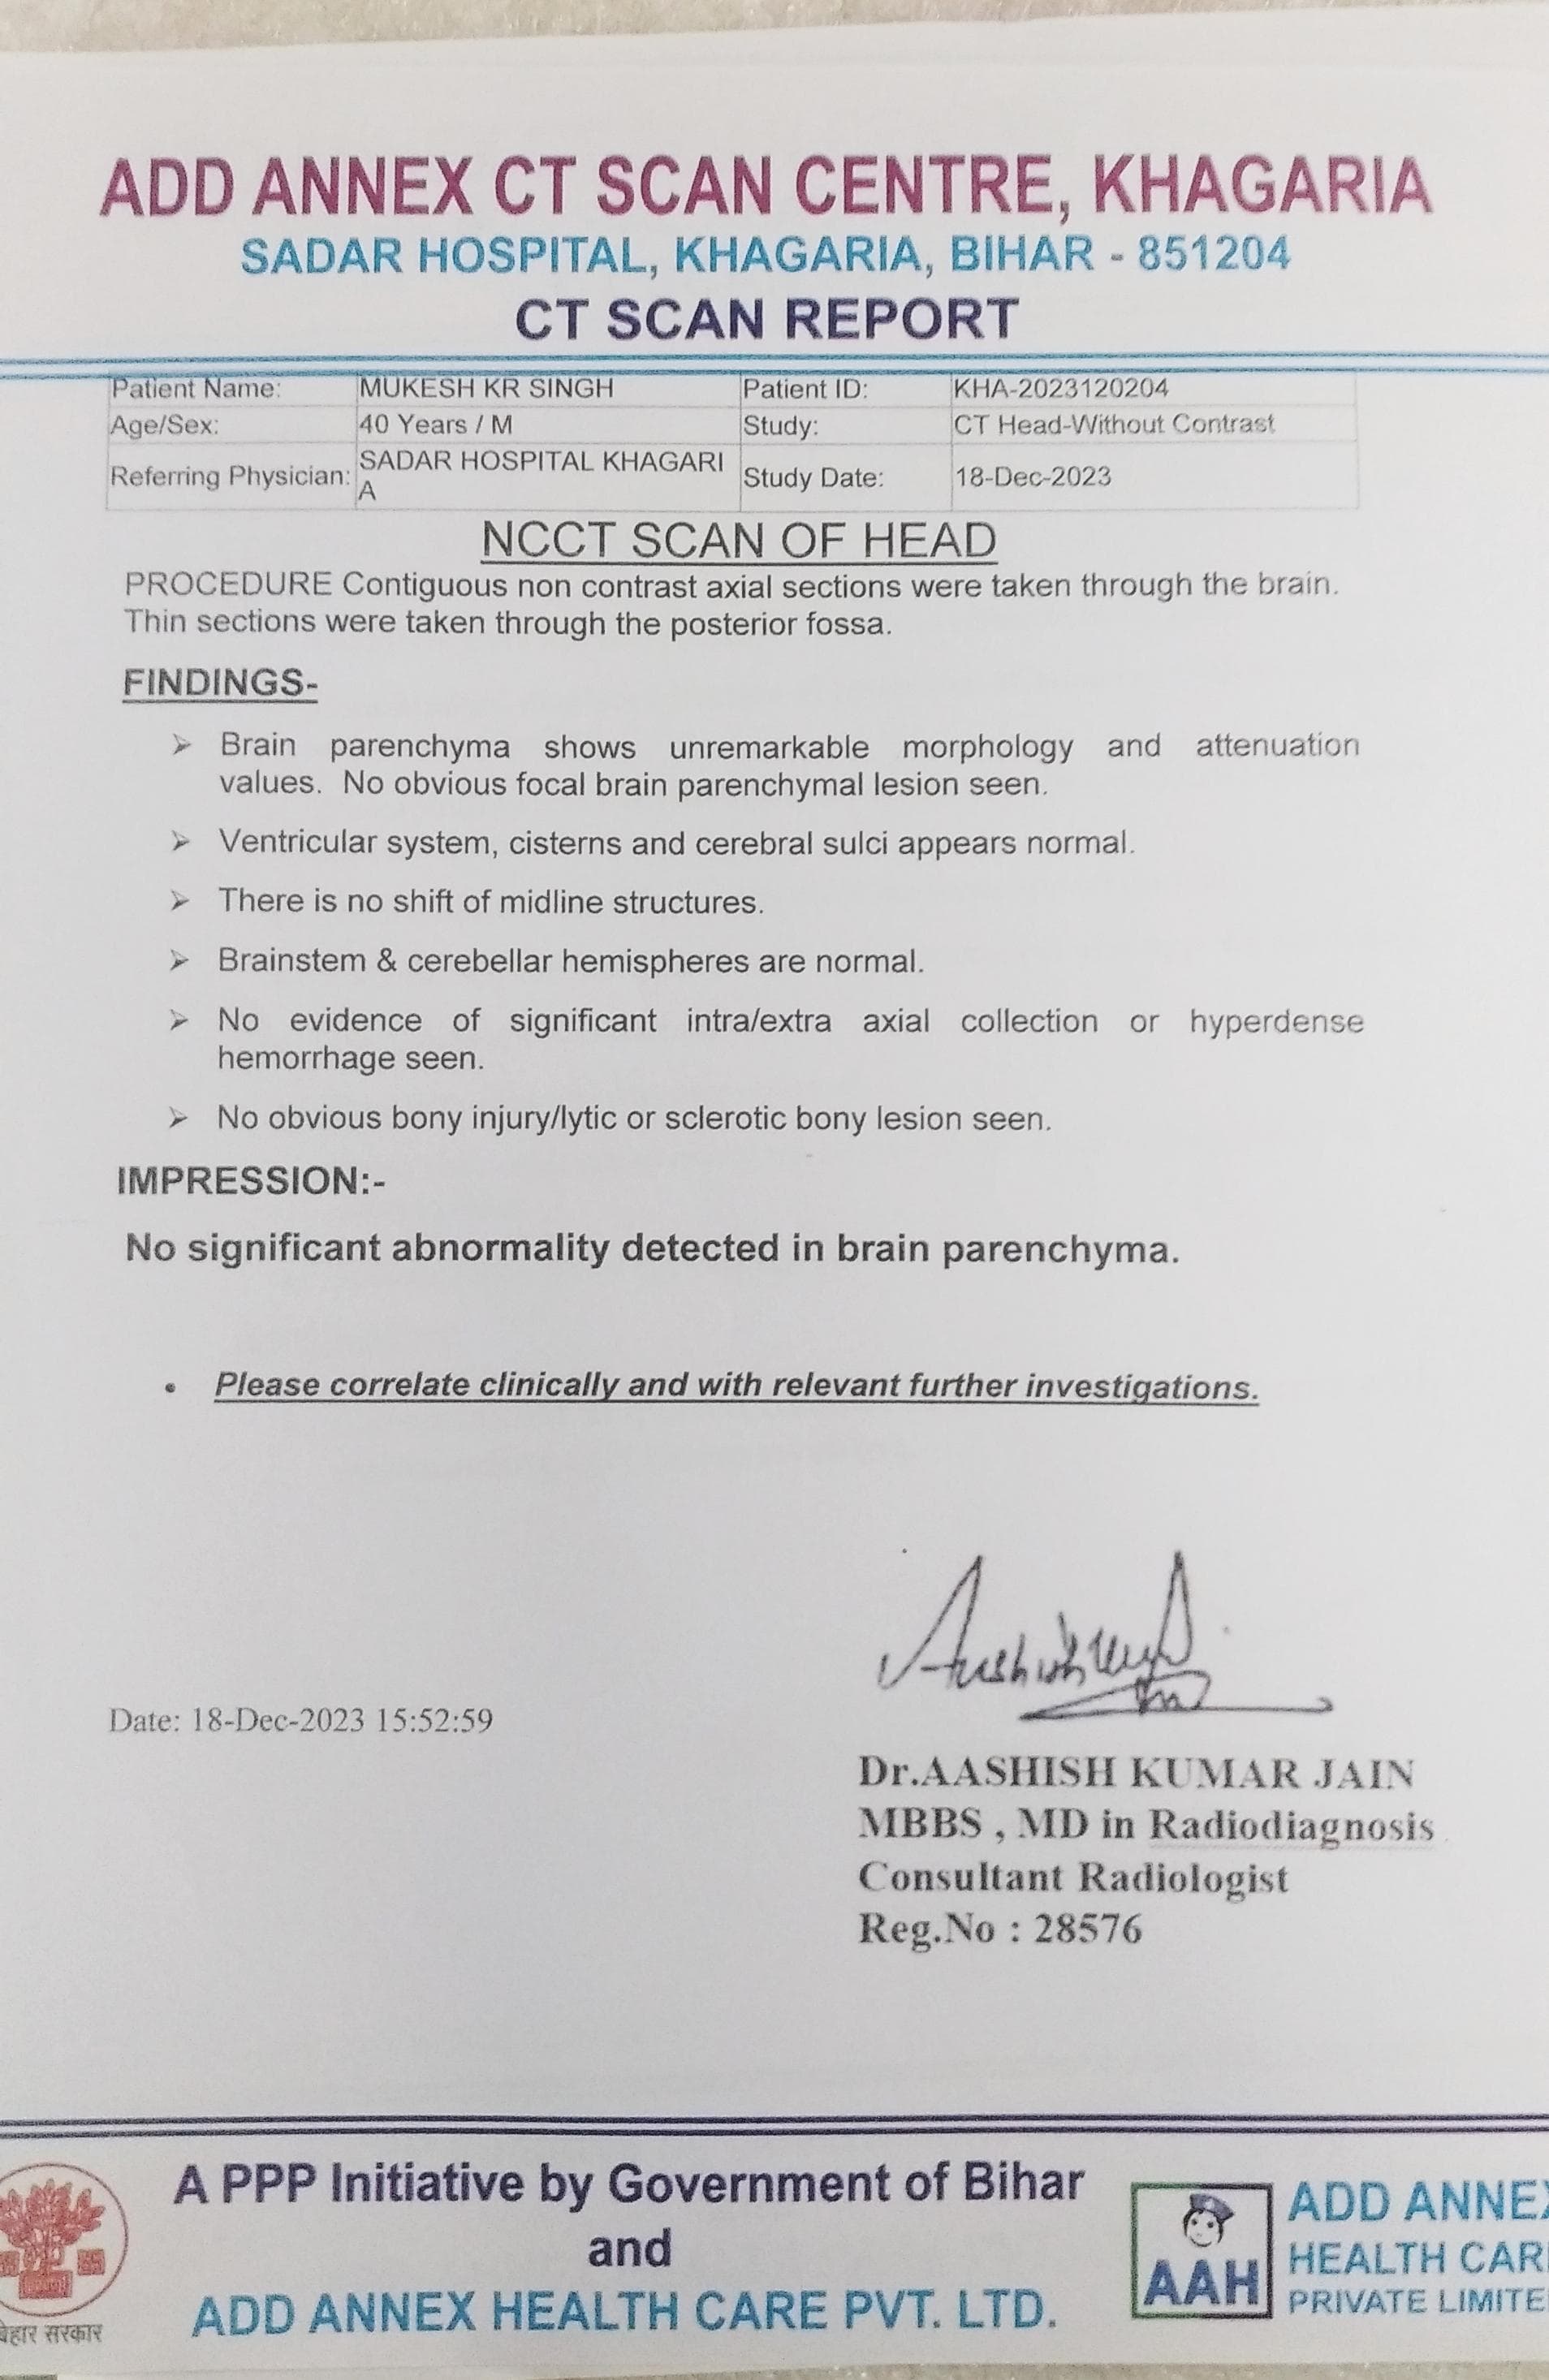 ADD ANNEX CT SCAN CENTRE, KHAGARIA
SADAR HOSPITAL, KHAGARIA, BIHAR - 851204
CT SCAN REPORT
Patient Name: MUKESH KR SINGH Patient ID: KHA-2023120204
Age/Sex: 40 Years / M Study: CT Head-Without Contrast
Referring Physician: SADAR HOSPITAL KHAGARI
A
Study Date: 18-Dec-2023
NCCT SCAN OF HEAD
PROCEDURE Contiguous non contrast axial sections were taken through the brain.
Thin sections were taken through the posterior fossa.
FINDINGS-
➢ Brain parenchyma shows unremarkable morphology and attenuation
values. No obvious focal brain parenchymal lesion seen.
➢ Ventricular system, cisterns and cerebral sulci appears normal.
➢ There is no shift of midline structures.
➢ Brainstem & cerebellar hemispheres are normal.
➢ No evidence of significant intra/extra axial collection or hyperdense
hemorrhage seen.
➢ No obvious bony injury/lytic or sclerotic bony lesion seen.
IMPRESSION:-
No significant abnormality detected in brain parenchyma.
• Please correlate clinically and with relevant further investigations.
Date: 18-Dec-2023 15:52:59
Dr.AASHISH KUMAR JAIN
MBBS , MD in Radiodiagnosis
Consultant Radiologist
Reg.No : 28576
A PPP Initiative by Government of Bihar
and
ADD ANNEX HEALTH CARE PVT. LTD.
AAH
ADD ANNEX
HEALTH CAR
PRIVATE LIMITE
बिहार सरकार